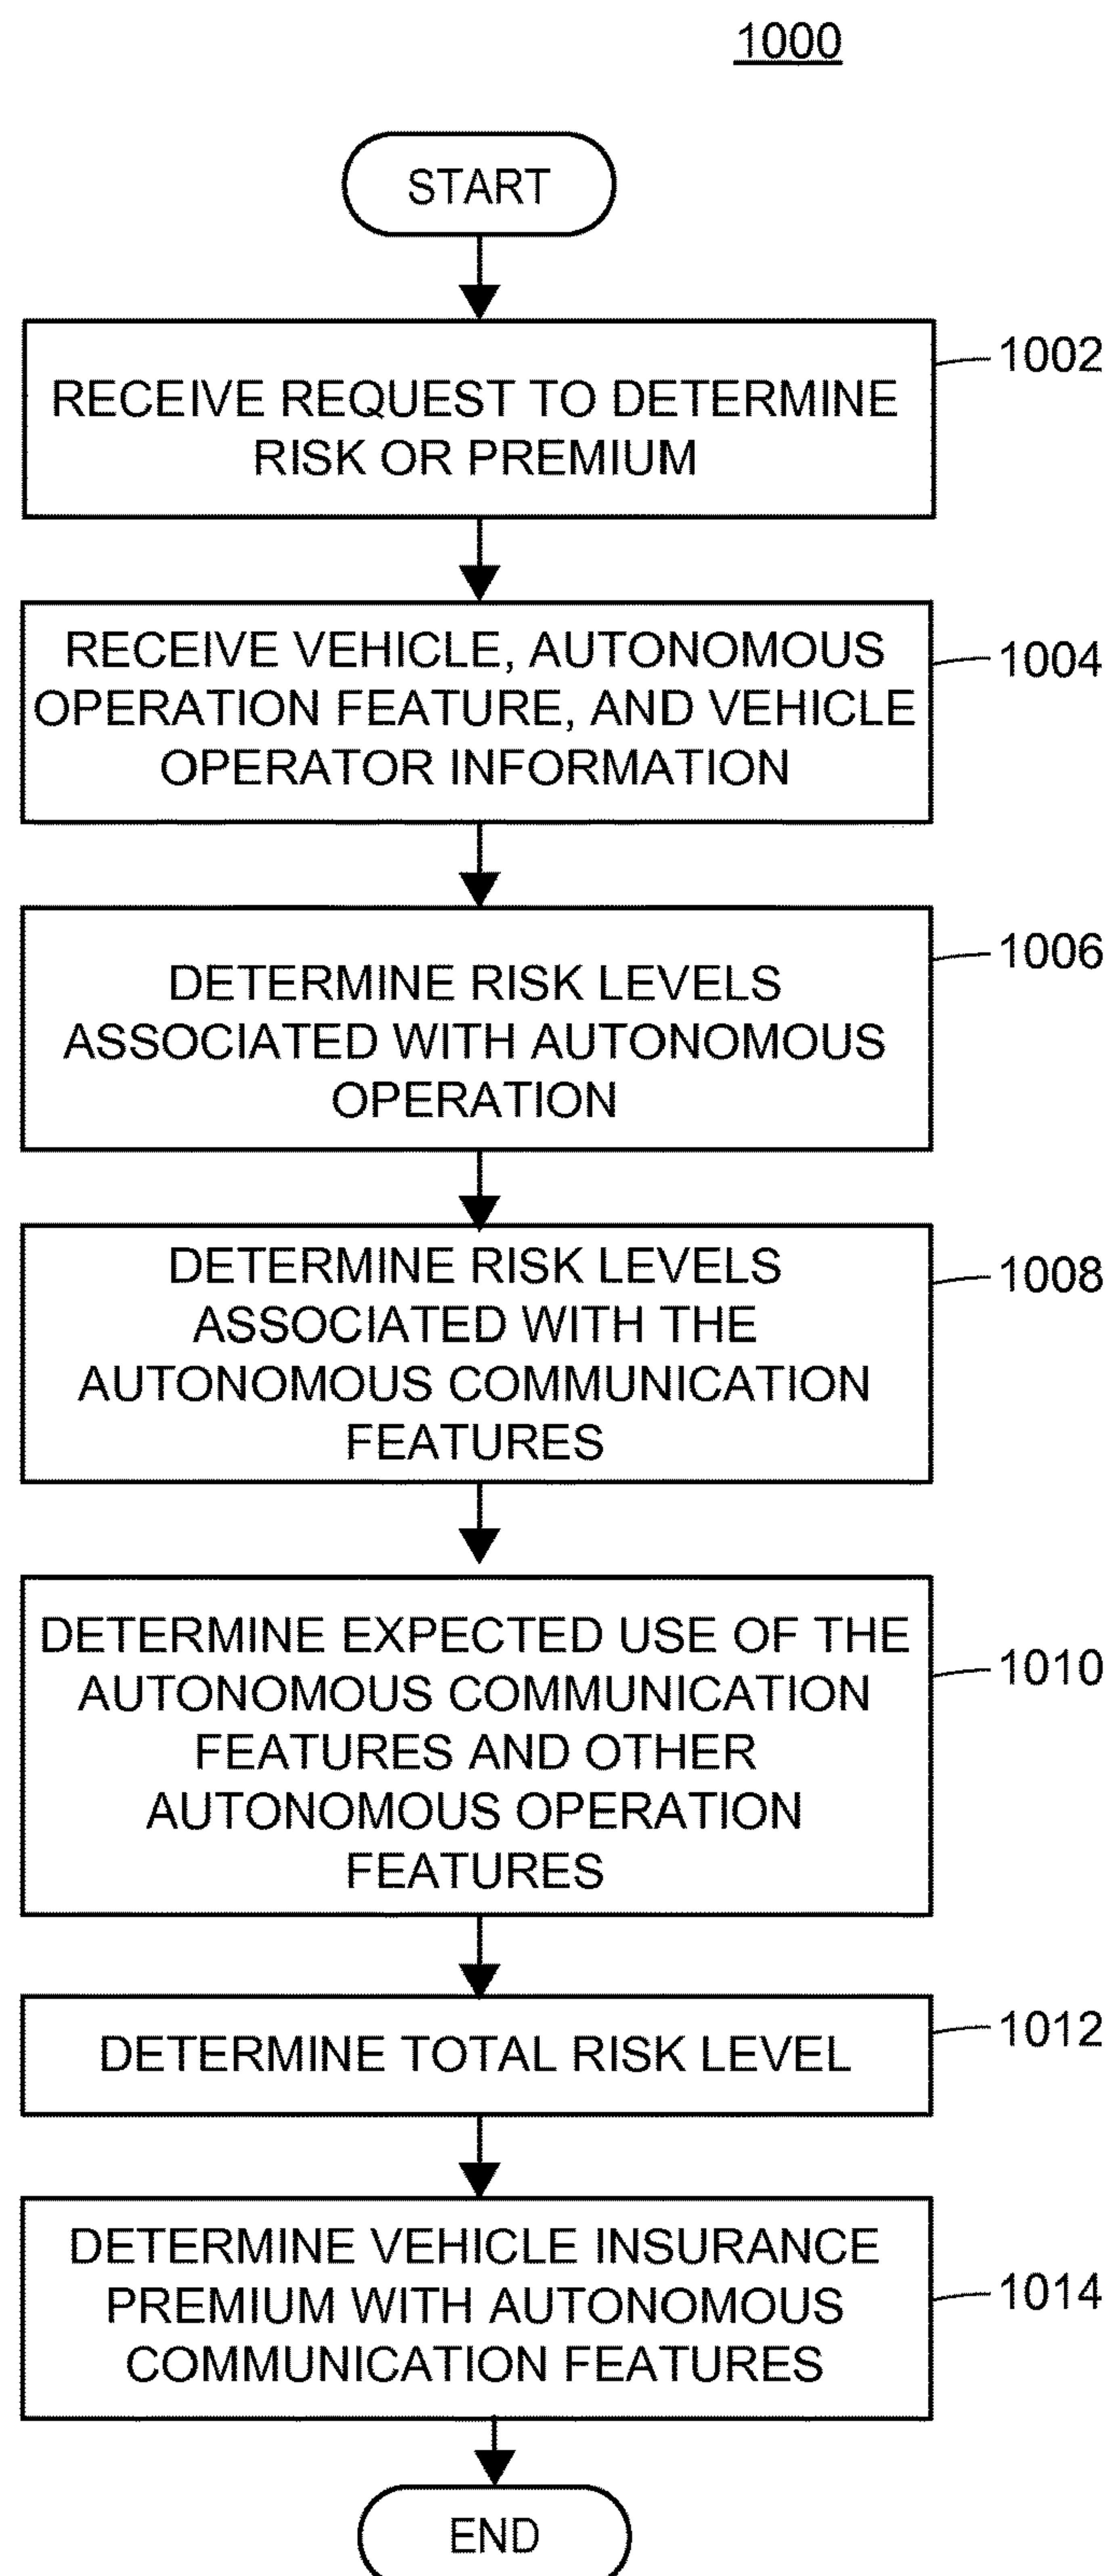 1000
START
RECEIVE REQUEST TO DETERMINE
RISK OR PREMIUM
1002
RECEIVE VEHICLE, AUTONOMOUS
OPERATION FEATURE, AND VEHICLE
OPERATOR INFORMATION
1004
DETERMINE RISK LEVELS
ASSOCIATED WITH AUTONOMOUS
OPERATION
1006
DETERMINE RISK LEVELS
ASSOCIATED WITH THE
AUTONOMOUS COMMUNICATION
FEATURES
1008
DETERMINE EXPECTED USE OF THE
AUTONOMOUS COMMUNICATION
FEATURES AND OTHER
AUTONOMOUS OPERATION
FEATURES
1010
DETERMINE TOTAL RISK LEVEL
1012
DETERMINE VEHICLE INSURANCE
PREMIUM WITH AUTONOMOUS
COMMUNICATION FEATURES
1014
END